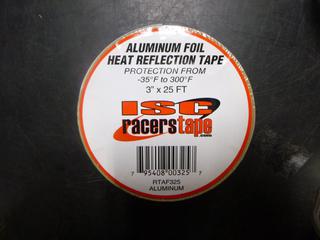 ALUMINUM FOIL
HEAT REFLECTION TAPE
PROTECTION FROM
-35°F to 300°F
3" x 25 FT
ISC
racerstape
.com
7 95408 00325 7
RTAF325
ALUMINUM